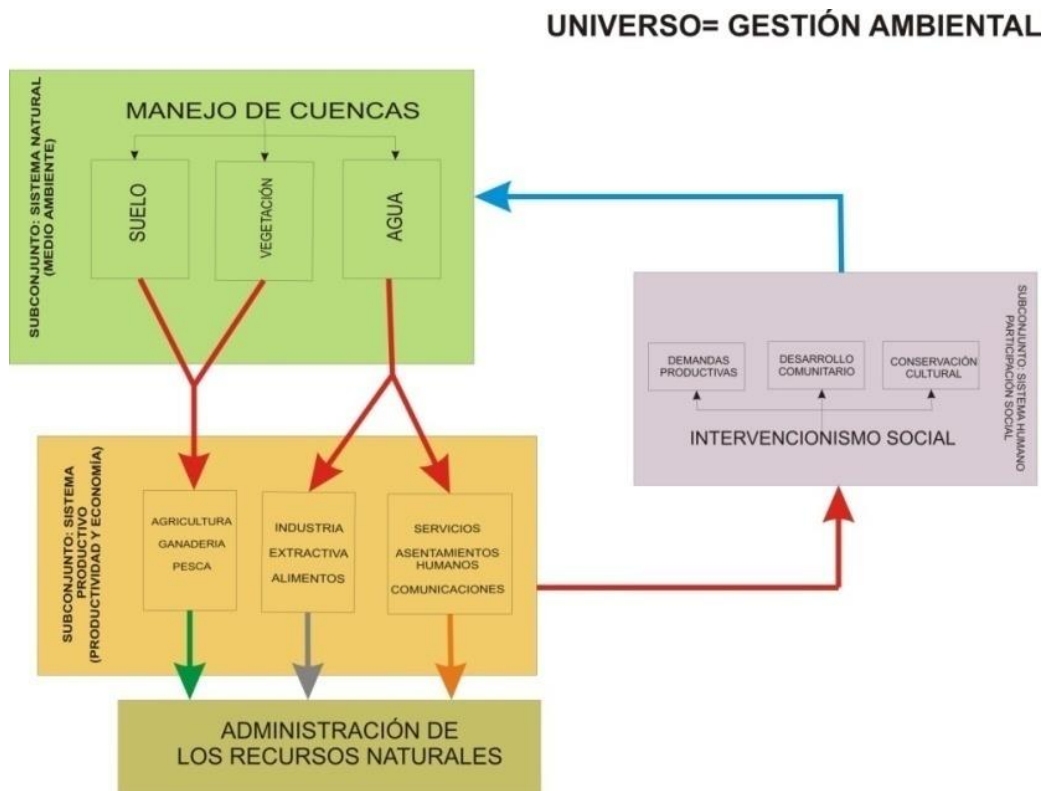 UNIVERSO= GESTIÓN AMBIENTAL
SUBCONJUNTO: SISTEMA NATURAL
(MEDIO AMBIENTE)
MANEJO DE CUENCAS
SUELO
VEGETACIÓN
AGUA
SUBCONJUNTO: SISTEMA HUMANO
PARTICIPACIÓN SOCIAL
DEMANDAS
PRODUCTIVAS
DESARROLLO
COMUNITARIO
CONSERVACIÓN
CULTURAL
INTERVENCIONISMO SOCIAL
SUBCONJUNTO: SISTEMA
PRODUCTIVO
(PRODUCTIVIDAD Y ECONOMÍA)
AGRICULTURA
GANADERIA
PESCA
INDUSTRIA
EXTRACTIVA
ALIMENTOS
SERVICIOS
ASENTAMIENTOS
HUMANOS
COMUNICACIONES
ADMINISTRACIÓN DE
LOS RECURSOS NATURALES